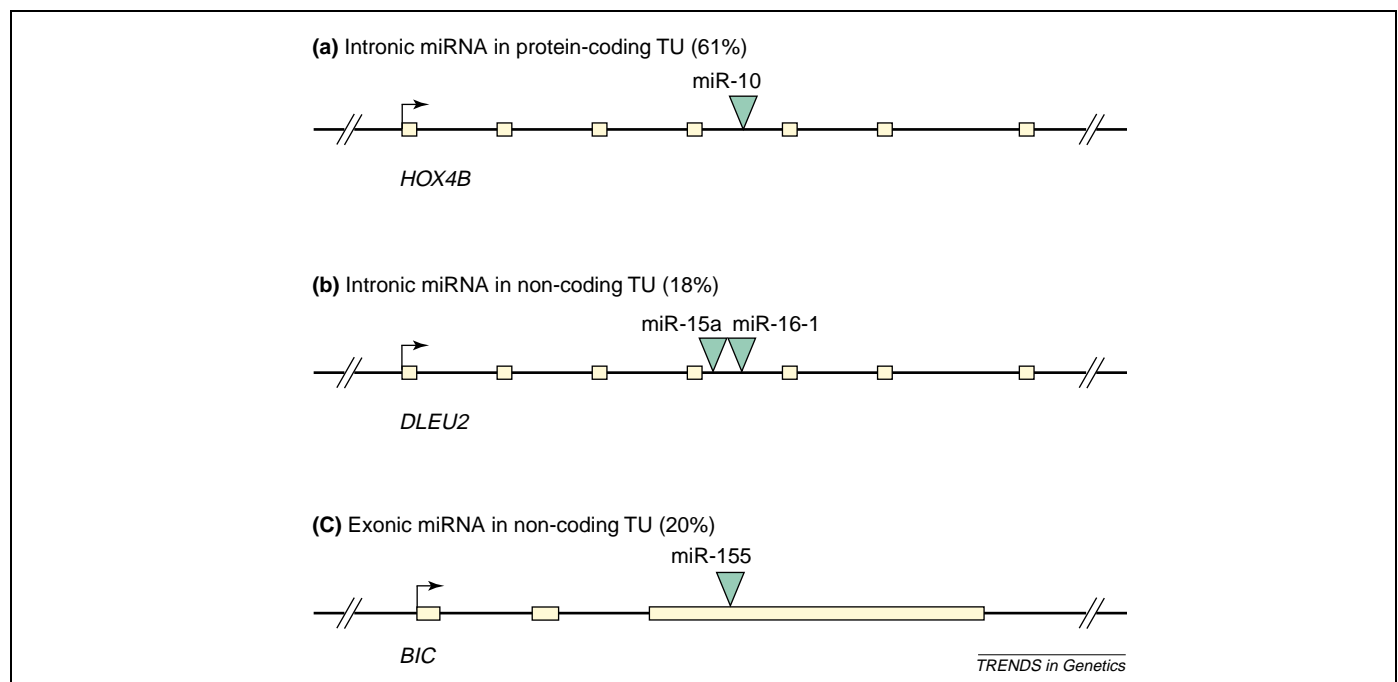 (a) Intronic miRNA in protein-coding TU (61%)
miR-10
HOX4B
(b) Intronic miRNA in non-coding TU (18%)
miR-15a miR-16-1
DLEU2
(C) Exonic miRNA in non-coding TU (20%)
miR-155
BIC
TRENDS in Genetics